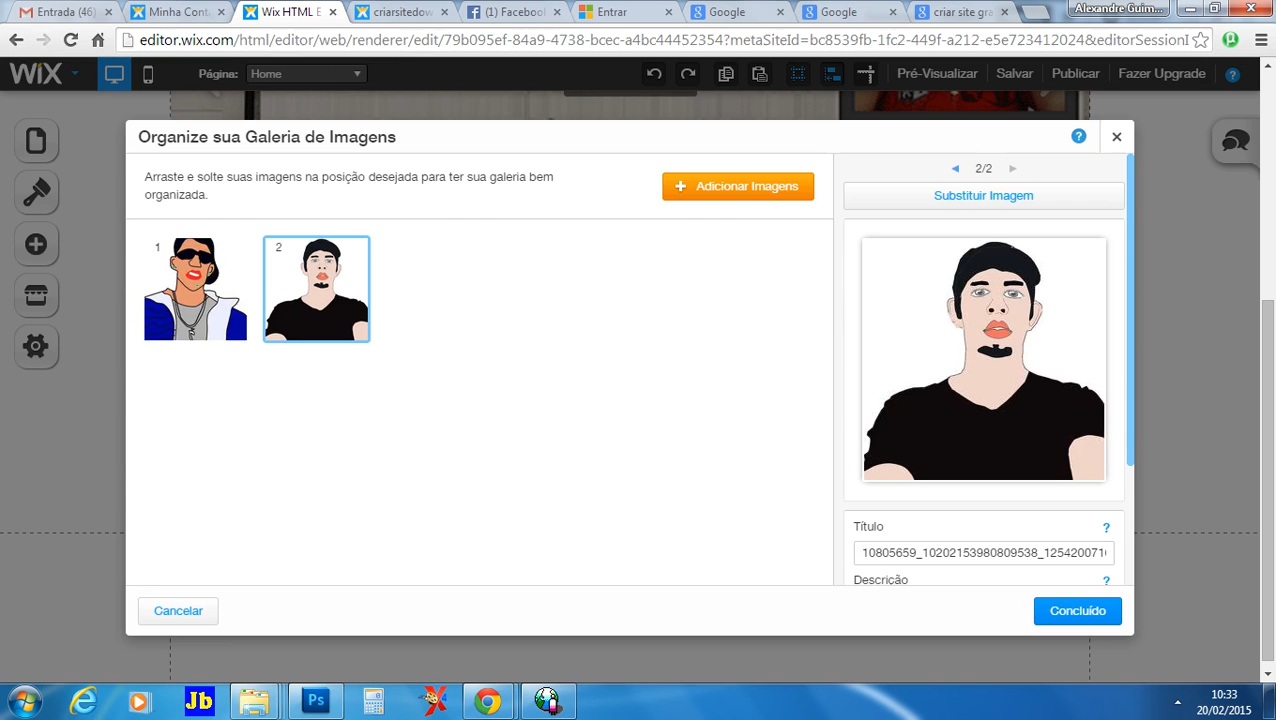 Entrada (46)
Minha Cont
Wix HTML E
criarsitedow
(1) Facebool
Entrar
Google
Google
criar site gra
Alexandre Guim...
editor.wix.com/html/editor/web/renderer/edit/79b095ef-84a9-4738-bcec-a4bc44452354?metaSiteId=bc8539fb-1fc2-449f-a212-e5e723412024&editorSessionI
WiX
Página:
Home
Pré-Visualizar
Salvar
Publicar
Fazer Upgrade
?
Organize sua Galeria de Imagens
?
Arraste e solte suas imagens na posição desejada para ter sua galeria bem
organizada.
+ Adicionar Imagens
2/2
Substituir Imagem
1
2
Título
?
10805659_10202153980809538_125420071
Descrição
?
Cancelar
Concluído
Jb
Ps
10:33
20/02/2015